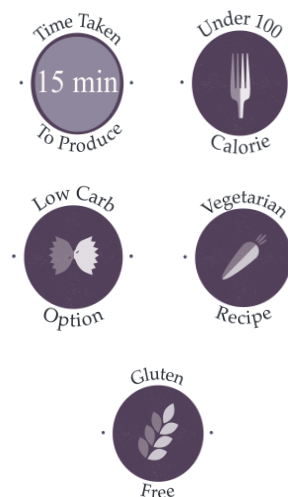 Time Taken
15 min
To Produce
Under 100
Calorie
Low Carb
Option
Vegetarian
Recipe
Gluten
Free